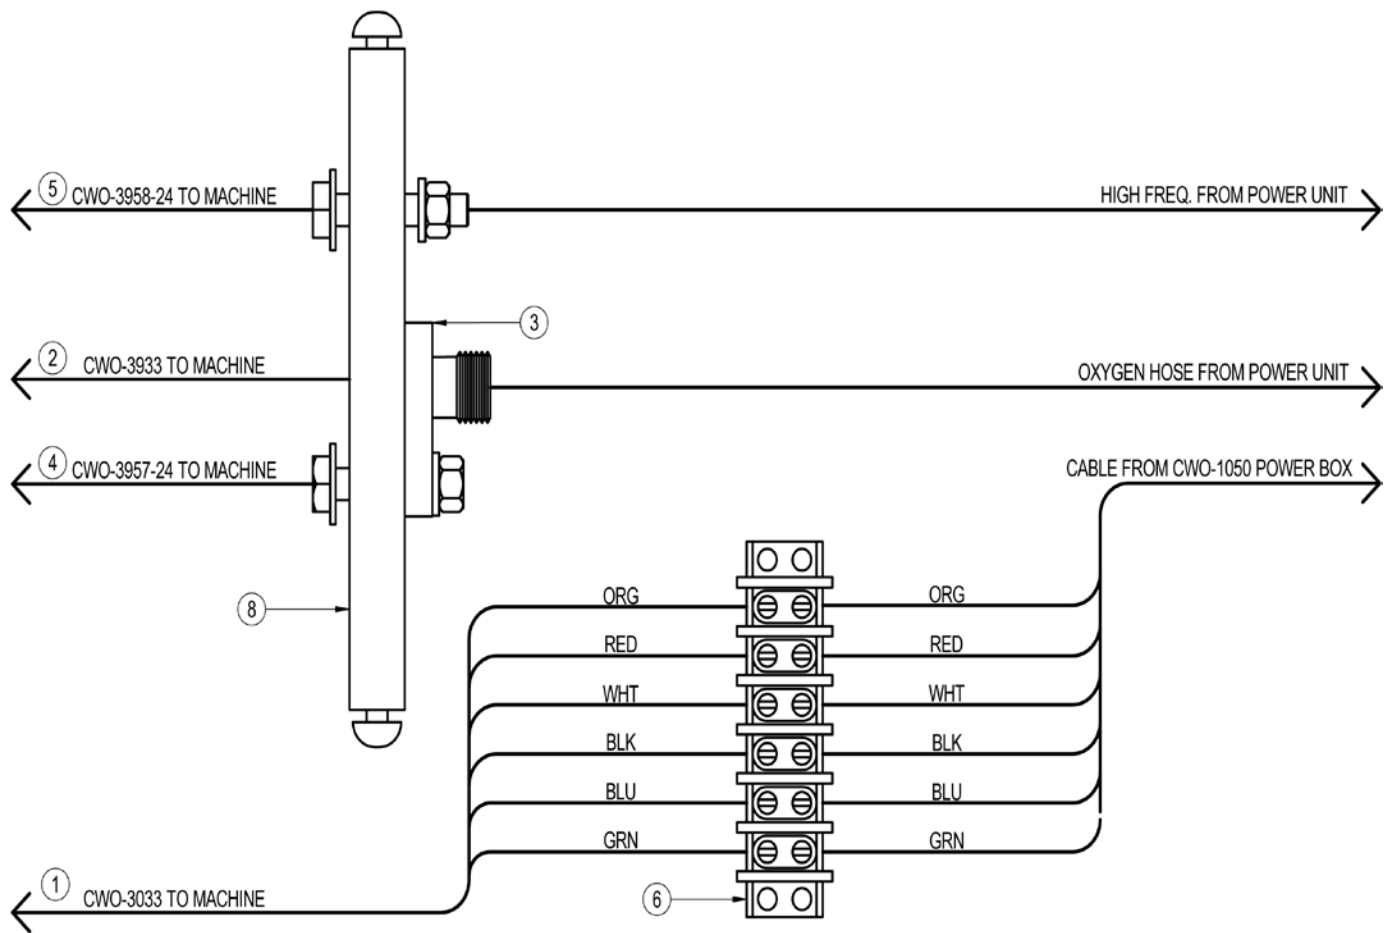 5 CWO-3958-24 TO MACHINE
HIGH FREQ. FROM POWER UNIT
3
2 CWO-3933 TO MACHINE
OXYGEN HOSE FROM POWER UNIT
4 CWO-3957-24 TO MACHINE
CABLE FROM CWO-1050 POWER BOX
8
ORG ORG
RED RED
WHT WHT
BLK BLK
BLU BLU
GRN GRN
1 CWO-3033 TO MACHINE
6